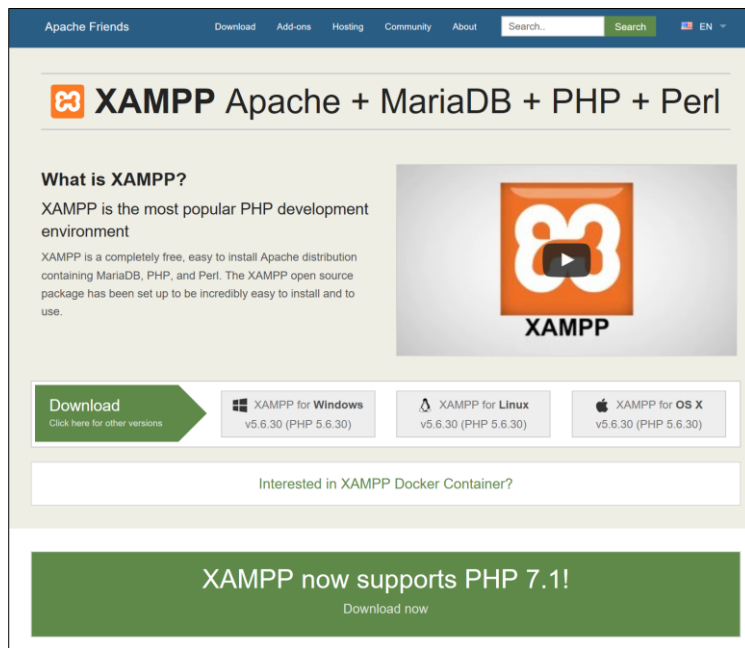 Apache Friends
Download Add-ons Hosting Community About Search.. Search EN
XAMPP Apache + MariaDB + PHP + Perl
What is XAMPP?
XAMPP is the most popular PHP development
environment
XAMPP is a completely free, easy to install Apache distribution
containing MariaDB, PHP, and Perl. The XAMPP open source
package has been set up to be incredibly easy to install and to
use.
XAMPP
Download
Click here for other versions
XAMPP for Windows
v5.6.30 (PHP 5.6.30)
XAMPP for Linux
v5.6.30 (PHP 5.6.30)
XAMPP for OS X
v5.6.30 (PHP 5.6.30)
Interested in XAMPP Docker Container?
XAMPP now supports PHP 7.1!
Download now